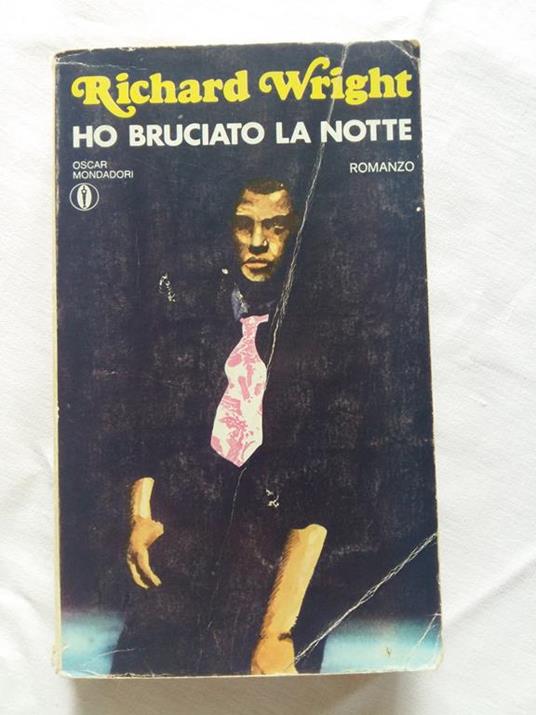 Richard Wright
HO BRUCIATO LA NOTTE
OSCAR
MONDADORI
ROMANZO